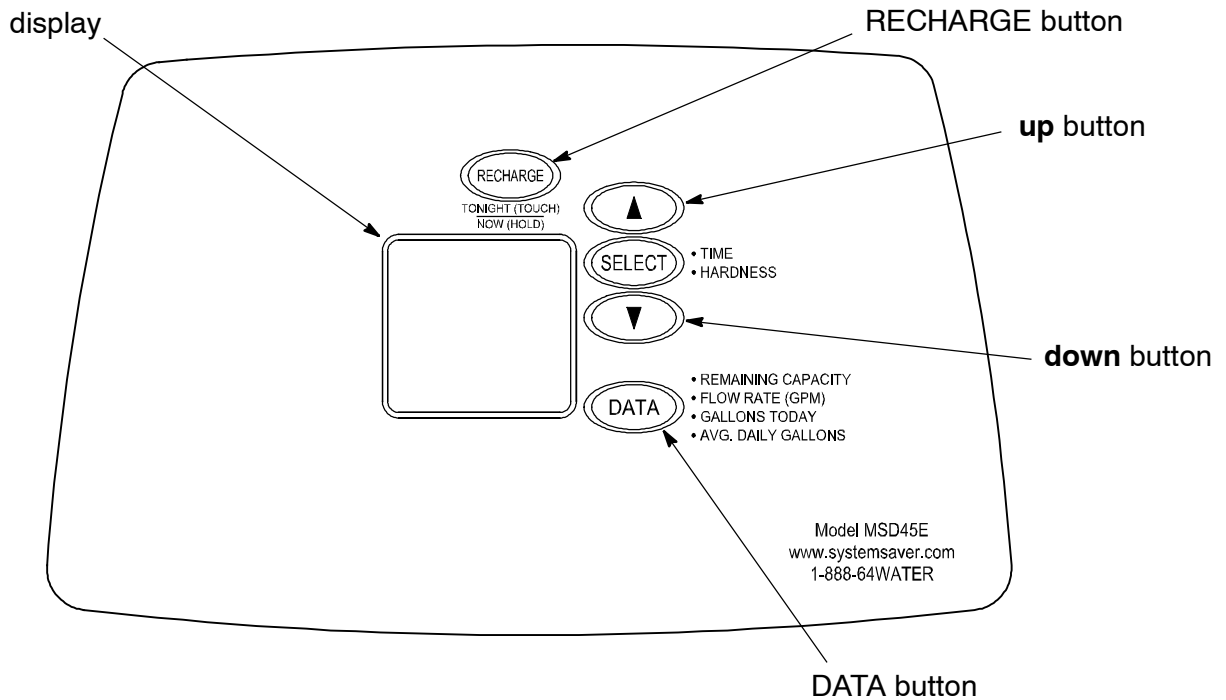 display
RECHARGE button
up button
RECHARGE
TONIGHT (TOUCH)
NOW (HOLD)
SELECT
• TIME
• HARDNESS
down button
DATA
• REMAINING CAPACITY
• FLOW RATE (GPM)
• GALLONS TODAY
• AVG. DAILY GALLONS
Model MSD45E
www.systemsaver.com
1-888-64WATER
DATA button